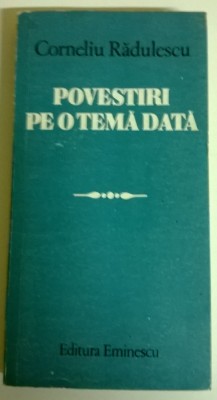 Corneliu Rădulescu
POVESTIRI
PE O TEMĂ DATĂ
Editura Eminescu